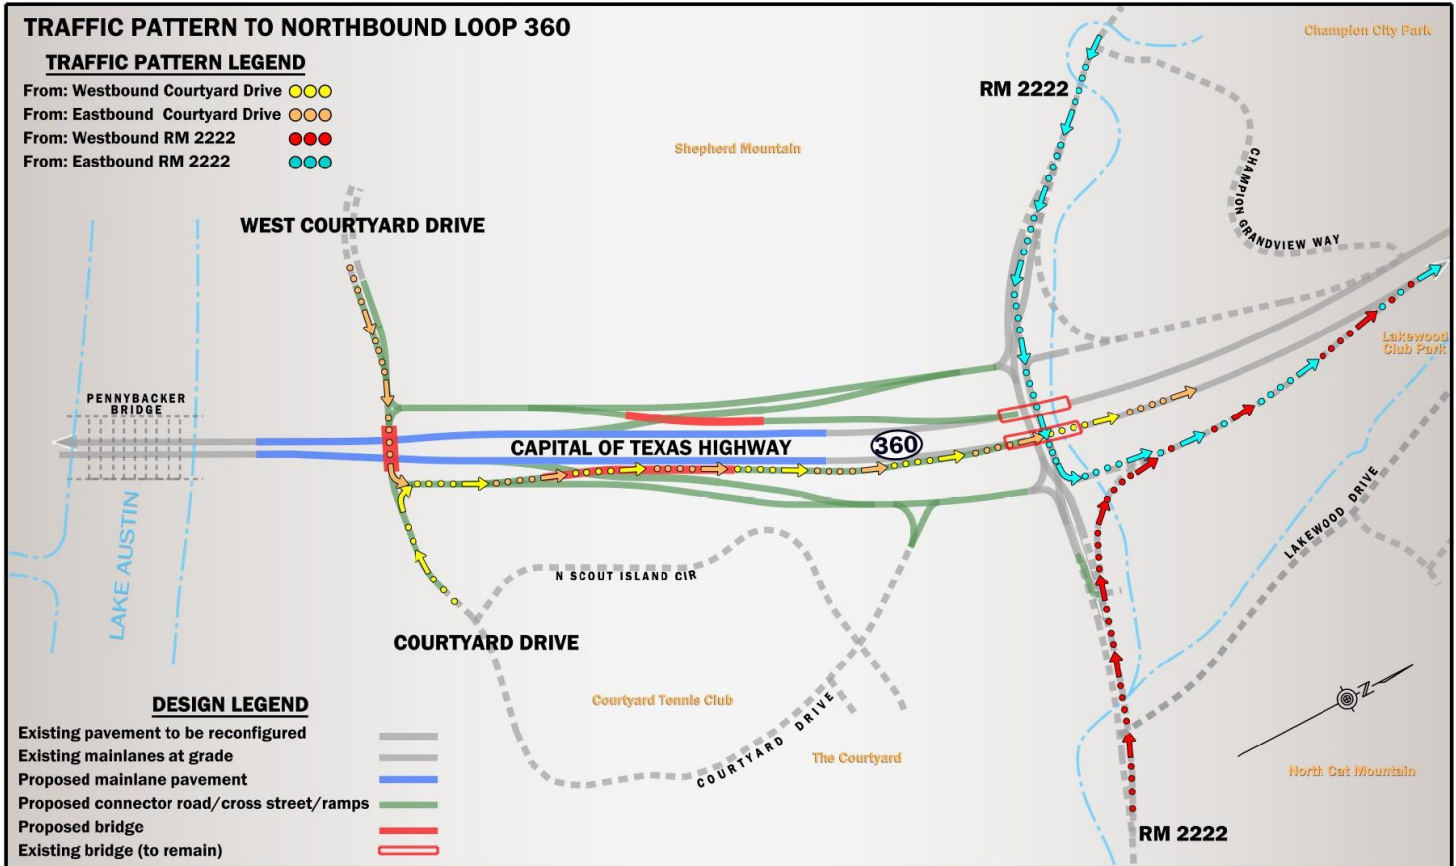 TRAFFIC PATTERN TO NORTHBOUND LOOP 360
TRAFFIC PATTERN LEGEND
From: Westbound Courtyard Drive
From: Eastbound Courtyard Drive
From: Westbound RM 2222
From: Eastbound RM 2222
Champion City Park
RM 2222
Shepherd Mountain
CHAMPION GRANDVIEW WAY
WEST COURTYARD DRIVE
Lakewood
Club Park
PENNYBACKER
BRIDGE
CAPITAL OF TEXAS HIGHWAY
360
LAKE AUSTIN
LAKEWOOD DRIVE
N SCOUT ISLAND CIR
COURTYARD DRIVE
Courtyard Tennis Club
COURTYARD DRIVE
The Courtyard
N
North Cat Mountain
RM 2222
DESIGN LEGEND
Existing pavement to be reconfigured
Existing mainlanes at grade
Proposed mainlane pavement
Proposed connector road/cross street/ramps
Proposed bridge
Existing bridge (to remain)